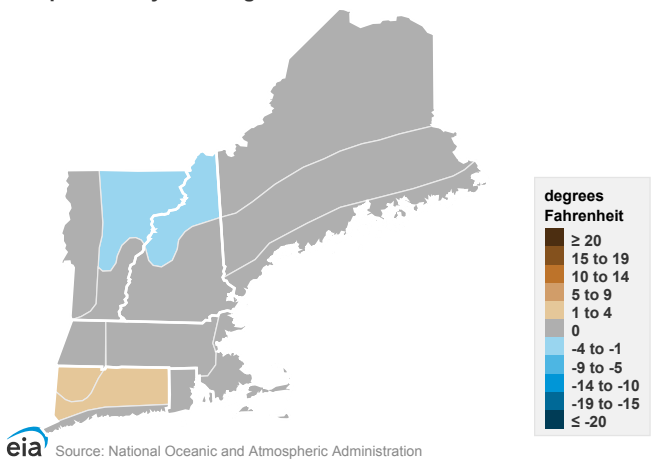 degrees
Fahrenheit
≥ 20
15 to 19
10 to 14
5 to 9
1 to 4
0
-4 to -1
-9 to -5
-14 to -10
-19 to -15
≤ -20
eia Source: National Oceanic and Atmospheric Administration